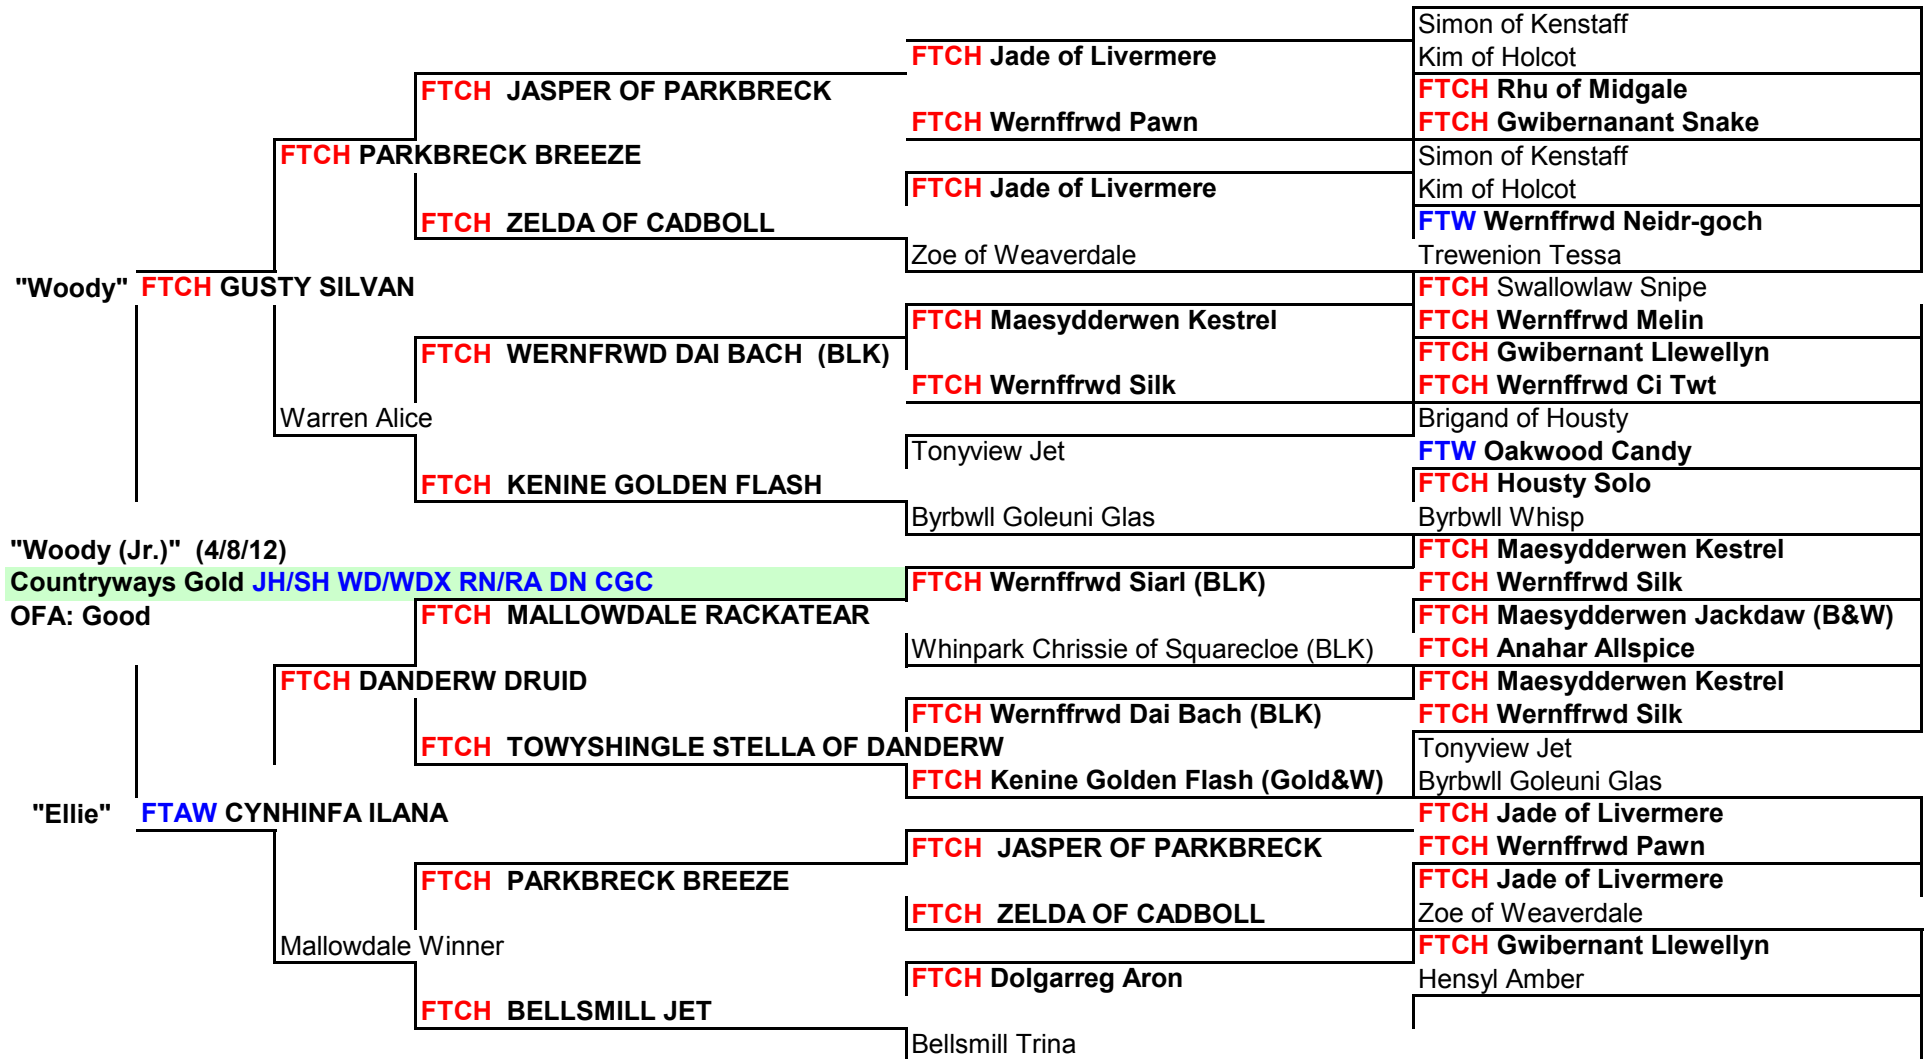 Simon of Kenstaff
FTCH Jade of Livermere
Kim of Holcot
FTCH JASPER OF PARKBRECK
FTCH Rhu of Midgale
FTCH Wernffrwd Pawn
FTCH Gwibernanant Snake
FTCH PARKBRECK BREEZE
Simon of Kenstaff
FTCH Jade of Livermere
Kim of Holcot
FTCH ZELDA OF CADBOLL
FTW Wernffrwd Neidr-goch
Zoe of Weaverdale
Trewenion Tessa
"Woody" FTCH GUSTY SILVAN
FTCH Swallowlaw Snipe
FTCH Maesydderwen Kestrel
FTCH Wernffrwd Melin
FTCH WERNFRWD DAI BACH (BLK)
FTCH Gwibernant Llewellyn
FTCH Wernffrwd Silk
FTCH Wernffrwd Ci Twt
Warren Alice
Brigand of Housty
Tonyview Jet
FTW Oakwood Candy
FTCH KENINE GOLDEN FLASH
FTCH Housty Solo
Byrbwll Goleuni Glas
Byrbwll Whisp
"Woody (Jr.)" (4/8/12)
FTCH Maesydderwen Kestrel
Countryways Gold JH/SH WD/WDX RN/RA DN CGC
FTCH Wernffrwd Siarl (BLK)
FTCH Wernffrwd Silk
OFA: Good
FTCH MALLOWDALE RACKATEAR
FTCH Maesydderwen Jackdaw (B&W)
Whinpark Chrissie of Squarecloe (BLK)
FTCH Anahar Allspice
FTCH DANDERW DRUID
FTCH Maesydderwen Kestrel
FTCH Wernffrwd Dai Bach (BLK)
FTCH Wernffrwd Silk
FTCH TOWYSHINGLE STELLA OF DANDERW
Tonyview Jet
FTCH Kenine Golden Flash (Gold&W)
Byrbwll Goleuni Glas
"Ellie" FTAW CYNHINFA ILANA
FTCH Jade of Livermere
FTCH JASPER OF PARKBRECK
FTCH Wernffrwd Pawn
FTCH PARKBRECK BREEZE
FTCH Jade of Livermere
FTCH ZELDA OF CADBOLL
Zoe of Weaverdale
Mallowdale Winner
FTCH Gwibernant Llewellyn
FTCH Dolgarreg Aron
Hensyl Amber
FTCH BELLSMILL JET
Bellsmill Trina